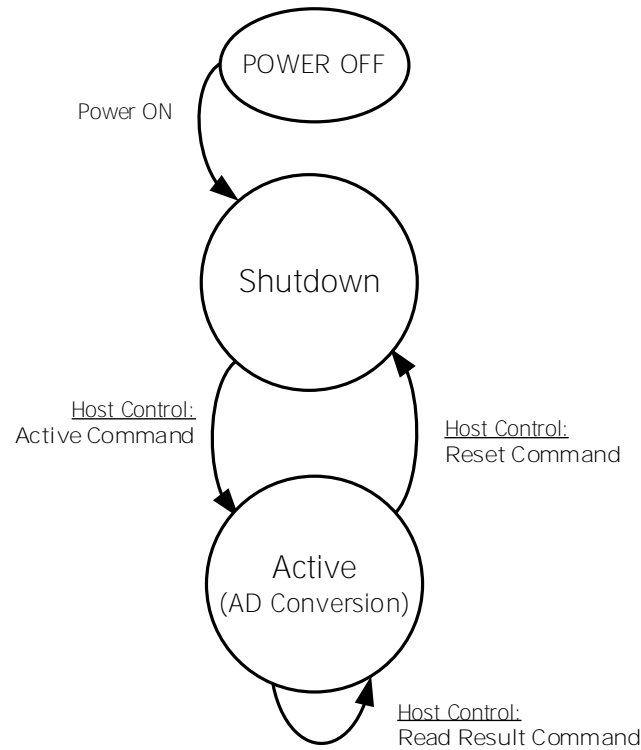 POWER OFF
Power ON
Shutdown
Host Control:
Active Command
Host Control:
Reset Command
Active
(AD Conversion)
Host Control:
Read Result Command